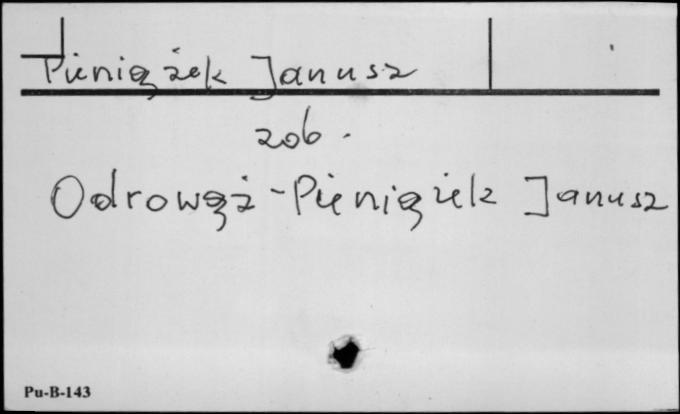 Pieniążek Janusz
zob.
Odrowąż-Pieniążek Janusz
Pu-B-143